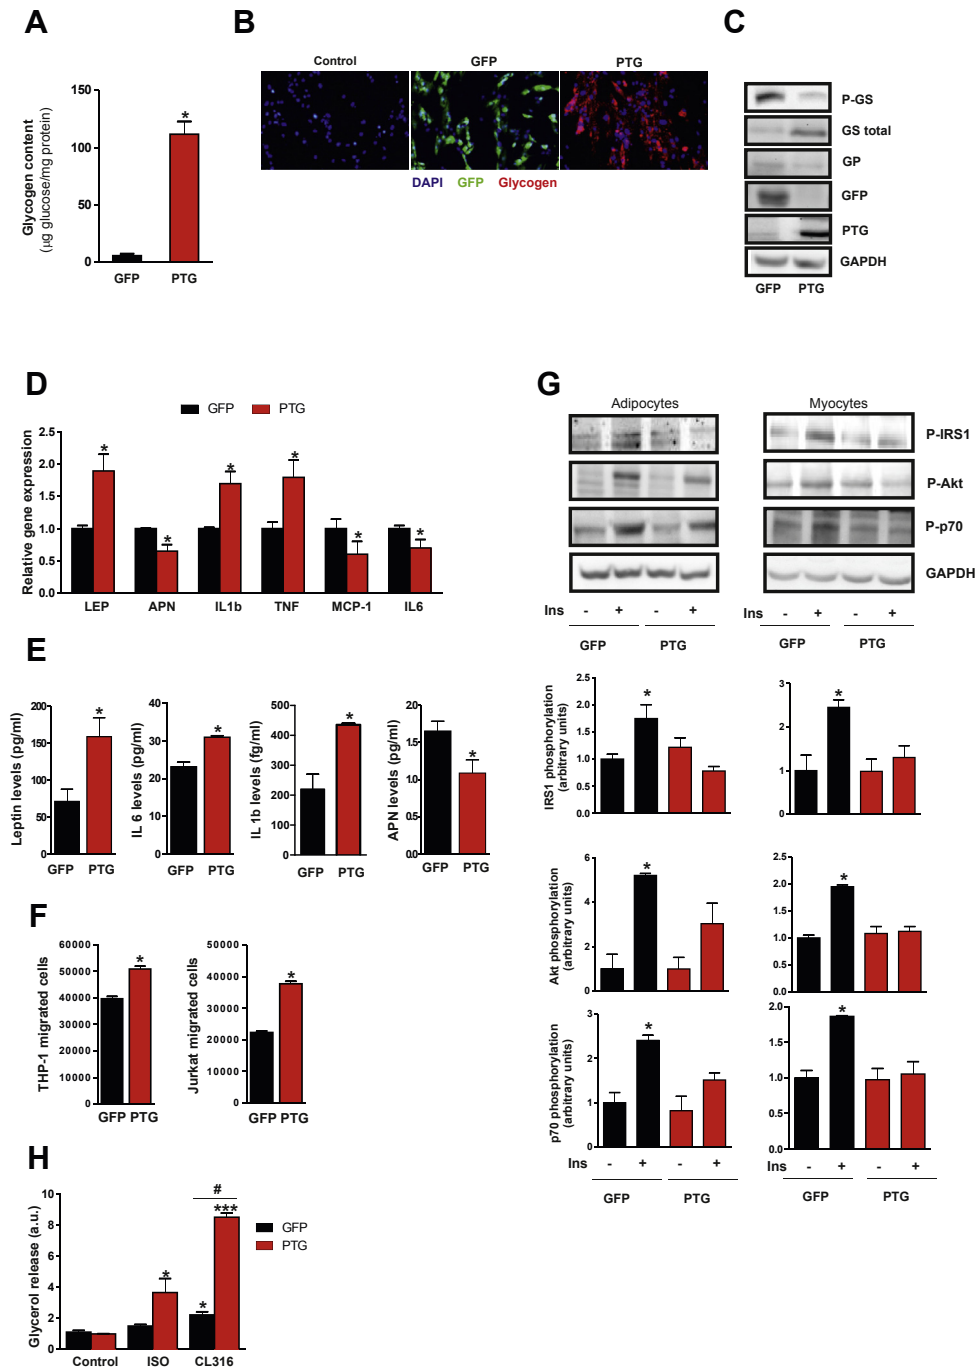 A
Glycogen content
(µg glucose/mg protein)
150
100
50
0
*
GFP PTG
B
Control GFP PTG
DAPI GFP Glycogen
C
P-GS
GS total
GP
GFP
PTG
GAPDH
GFP PTG
D
GFP PTG
Relative gene expression
2.5
2.0
1.5
1.0
0.5
0.0
* * * * * *
LEP APN IL1b TNF MCP-1 IL6
E
Leptin levels (pg/ml)
200
150
100
50
0
*
GFP PTG
IL 6 levels (pg/ml)
40
30
20
10
0
*
GFP PTG
IL 1b levels (fg/ml)
500
400
300
200
100
0
*
GFP PTG
APN levels (pg/ml)
2.0
1.5
1.0
0.5
0.0
*
GFP PTG
F
THP-1 migrated cells
60000
50000
40000
30000
20000
10000
0
*
GFP PTG
Jurkat migrated cells
50000
40000
30000
20000
10000
0
*
GFP PTG
H
Glycerol release (a.u.)
10
8
6
4
2
0
#
***
*
*
GFP
PTG
Control ISO CL316
G
Adipocytes Myocytes
P-IRS1
P-Akt
P-p70
GAPDH
Ins - + - + Ins - + - +
GFP PTG GFP PTG
IRS1 phosphorylation
(arbitrary units)
2.5
2.0
1.5
1.0
0.5
0.0
*
3
2
1
0
*
Akt phosphorylation
(arbitrary units)
6
4
2
0
*
2.0
1.5
1.0
0.5
0.0
*
p70 phosphorylation
(arbitrary units)
3
2
1
0
*
2.0
1.5
1.0
0.5
0.0
*
Ins - + - + Ins - + - +
GFP PTG GFP PTG